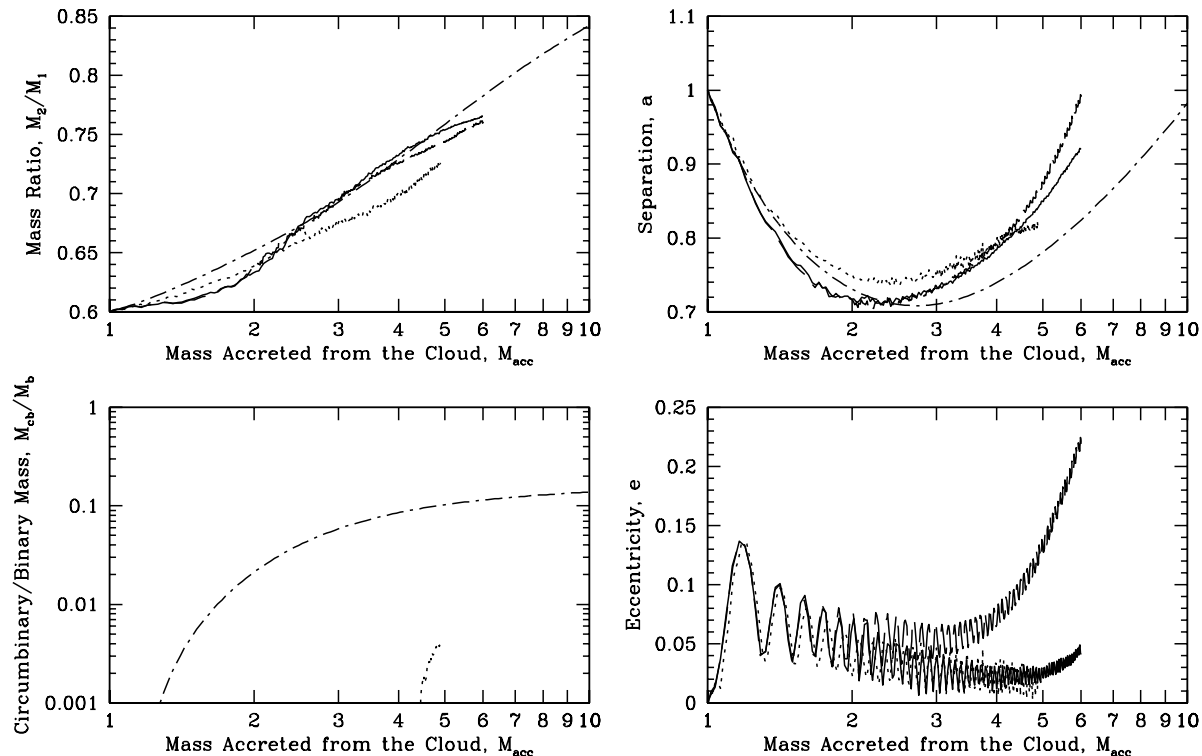 Mass Ratio, M₂/M₁
0.85
0.8
0.75
0.7
0.65
0.6
1 2 3 4 5 6 7 8 9 10
Mass Accreted from the Cloud, Macc
Separation, a
1.1
1
0.9
0.8
0.7
1 2 3 4 5 6 7 8 9 10
Mass Accreted from the Cloud, Macc
Circumbinary/Binary Mass, Mcb/Mb
1
0.1
0.01
0.001
1 2 3 4 5 6 7 8 9 10
Mass Accreted from the Cloud, Macc
Eccentricity, e
0.25
0.2
0.15
0.1
0.05
0
1 2 3 4 5 6 7 8 9 10
Mass Accreted from the Cloud, Macc